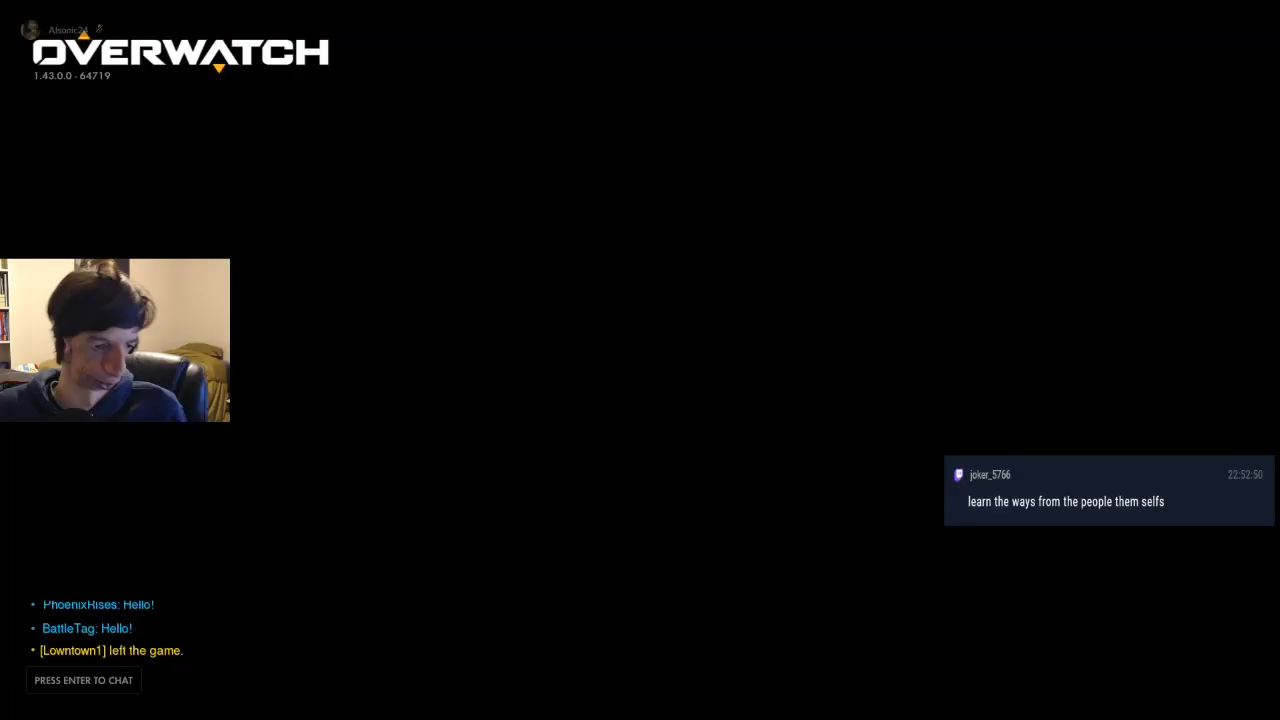 Alsonic24
OVERWATCH
1.43.0.0 - 64719
joker_5766
22:52:50
learn the ways from the people them selfs
PhoenixRises: Hello!
BattleTag: Hello!
[Lowntown1] left the game.
PRESS ENTER TO CHAT